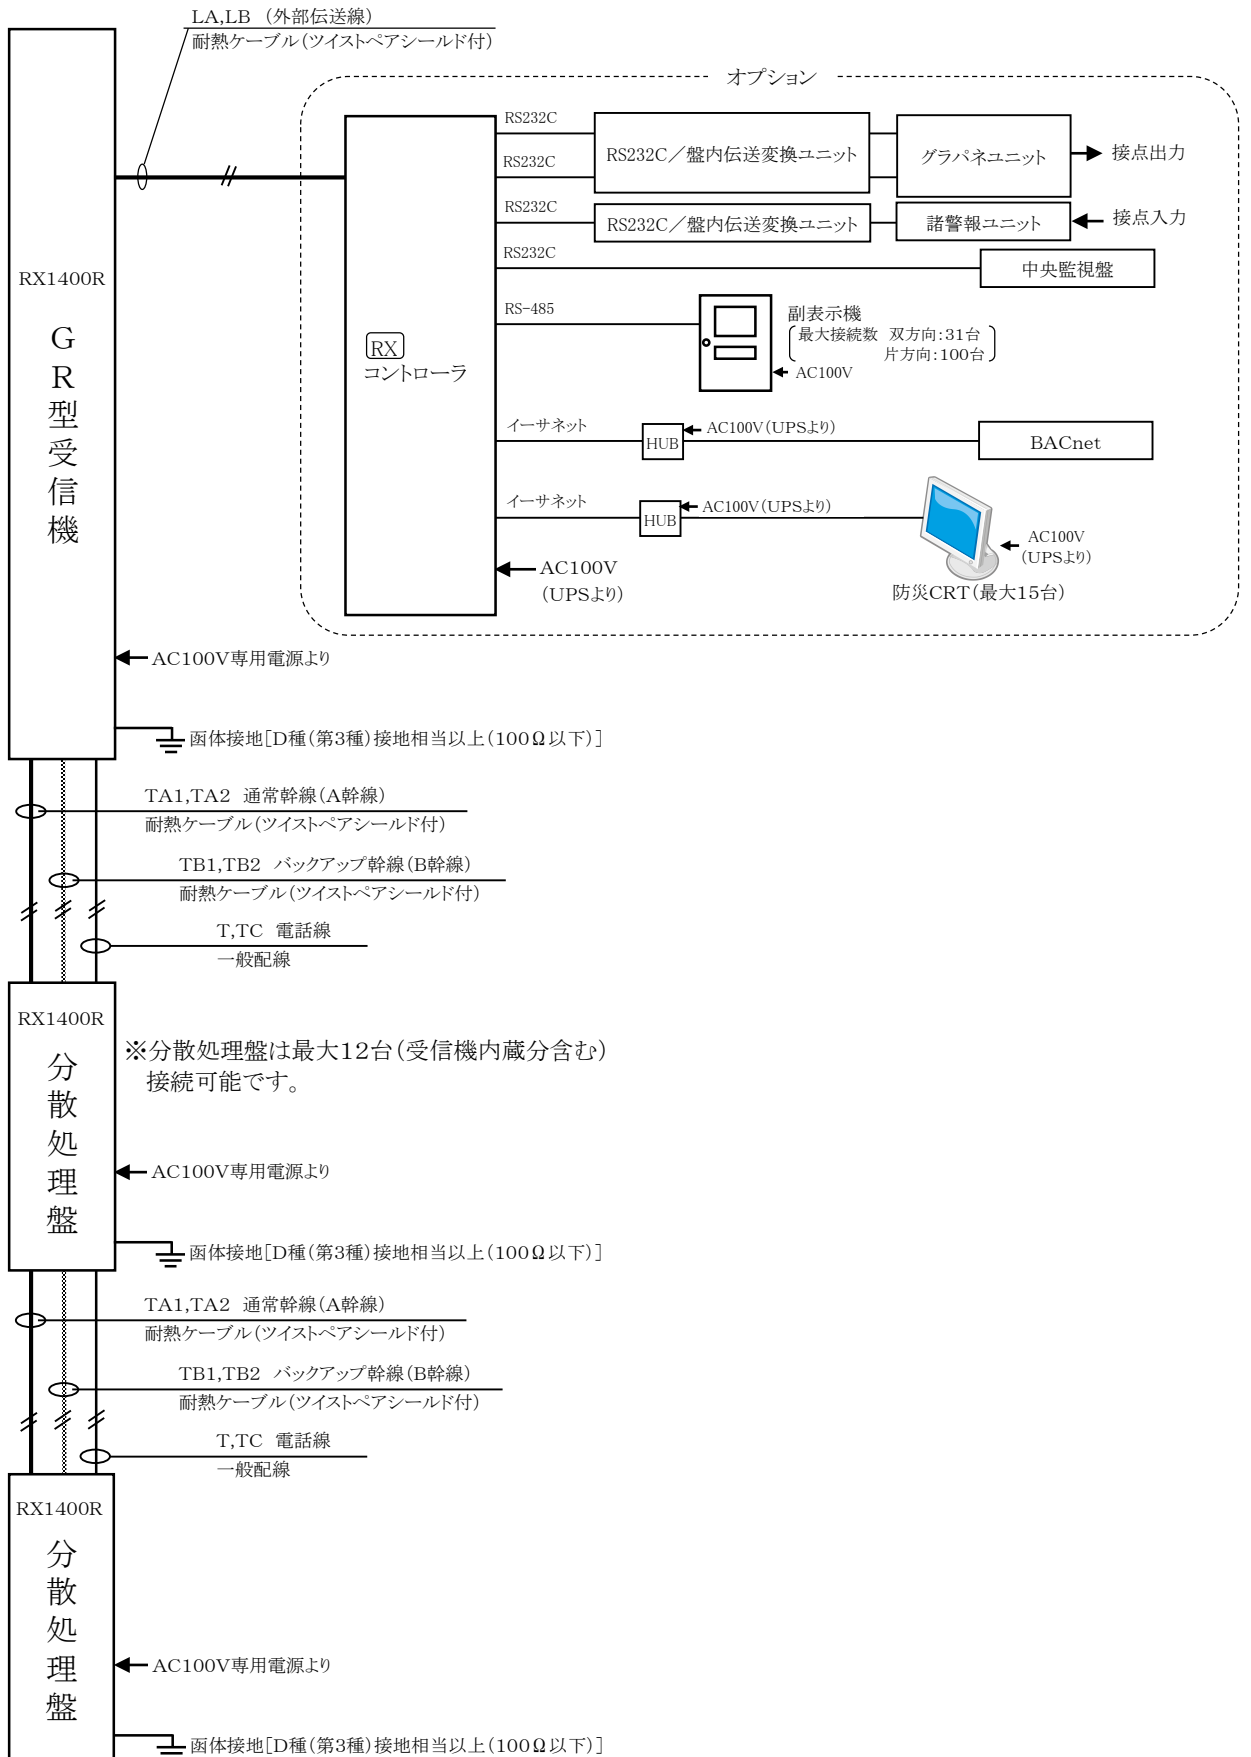 LA,LB （外部伝送線）
耐熱ケーブル（ツイストペアシールド付）
オプション
RX1400R
GR型受信機
RX
コントローラ
RS232C
RS232C／盤内伝送変換ユニット
グラパネユニット
接点出力
RS232C
RS232C
RS232C／盤内伝送変換ユニット
諸警報ユニット
接点入力
RS232C
中央監視盤
RS-485
副表示機
最大接続数 双方向：31台
片方向：100台
AC100V
イーサネット
HUB
AC100V（UPSより）
BACnet
イーサネット
HUB
AC100V（UPSより）
AC100V
（UPSより）
防災CRT（最大15台）
AC100V
（UPSより）
AC100V専用電源より
函体接地［D種（第3種）接地相当以上（100Ω以下）］
TA1,TA2 通常幹線（A幹線）
耐熱ケーブル（ツイストペアシールド付）
TB1,TB2 バックアップ幹線（B幹線）
耐熱ケーブル（ツイストペアシールド付）
T,TC 電話線
一般配線
RX1400R
分散処理盤
※分散処理盤は最大12台（受信機内蔵分含む）
接続可能です。
AC100V専用電源より
函体接地［D種（第3種）接地相当以上（100Ω以下）］
TA1,TA2 通常幹線（A幹線）
耐熱ケーブル（ツイストペアシールド付）
TB1,TB2 バックアップ幹線（B幹線）
耐熱ケーブル（ツイストペアシールド付）
T,TC 電話線
一般配線
RX1400R
分散処理盤
AC100V専用電源より
函体接地［D種（第3種）接地相当以上（100Ω以下）］